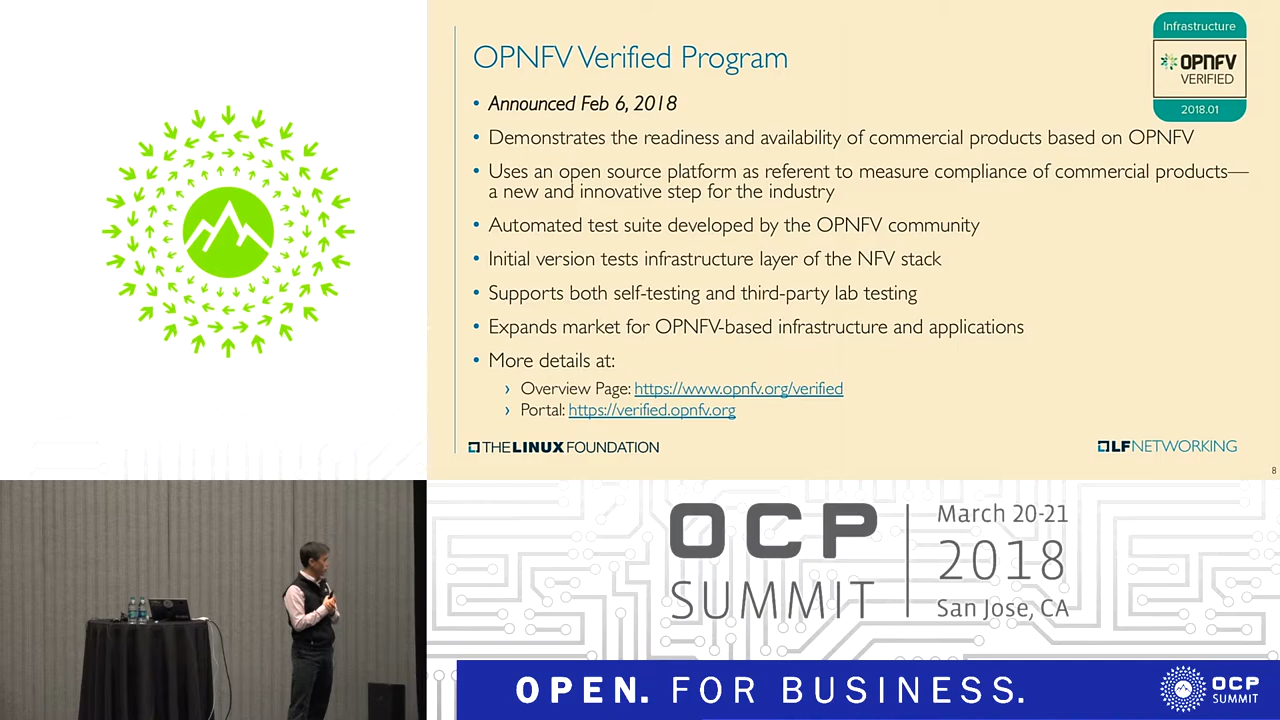 OPNFV Verified Program
Infrastructure
OPNFV
VERIFIED
2018.01
• Announced Feb 6, 2018
• Demonstrates the readiness and availability of commercial products based on OPNFV
• Uses an open source platform as referent to measure compliance of commercial products—
a new and innovative step for the industry
• Automated test suite developed by the OPNFV community
• Initial version tests infrastructure layer of the NFV stack
• Supports both self-testing and third-party lab testing
• Expands market for OPNFV-based infrastructure and applications
• More details at:
› Overview Page: https://www.opnfv.org/verified
› Portal: https://verified.opnfv.org
THE LINUX FOUNDATION
LFNETWORKING
8
OCP
SUMMIT
March 20-21
2018
San Jose, CA
OPEN. FOR BUSINESS.
OCP
SUMMIT